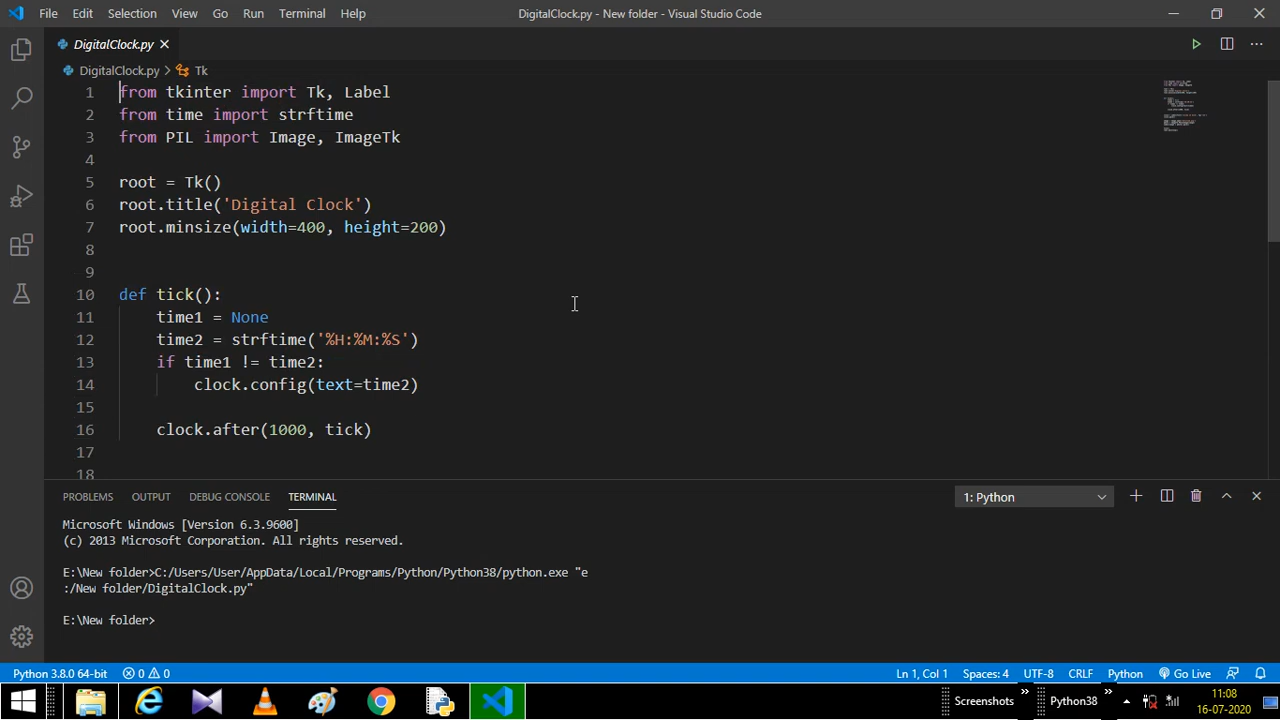 File Edit Selection View Go Run Terminal Help DigitalClock.py - New folder - Visual Studio Code
DigitalClock.py
DigitalClock.py > Tk
1 from tkinter import Tk, Label
2 from time import strftime
3 from PIL import Image, ImageTk
4
5 root = Tk()
6 root.title('Digital Clock')
7 root.minsize(width=400, height=200)
8
9
10 def tick():
11 time1 = None
12 time2 = strftime('%H:%M:%S')
13 if time1 != time2:
14 clock.config(text=time2)
15
16 clock.after(1000, tick)
17
18
PROBLEMS OUTPUT DEBUG CONSOLE TERMINAL 1: Python
Microsoft Windows [Version 6.3.9600]
(c) 2013 Microsoft Corporation. All rights reserved.
E:\New folder>C:/Users/User/AppData/Local/Programs/Python/Python38/python.exe "e
:/New folder/DigitalClock.py"
E:\New folder>
Python 3.8.0 64-bit 0 0 Ln 1, Col 1 Spaces: 4 UTF-8 CRLF Python Go Live
Screenshots » Python38 » 11:08
16-07-2020